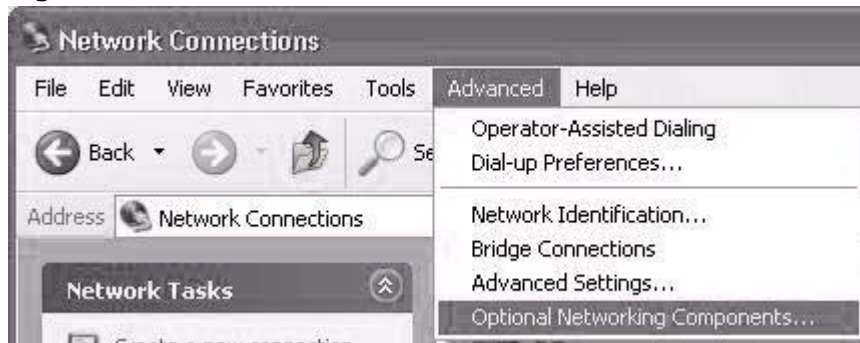 Network Connections
File Edit View Favorites Tools Advanced Help
Back
Operator-Assisted Dialing
Dial-up Preferences...
Address Network Connections
Network Identification...
Bridge Connections
Advanced Settings...
Optional Networking Components...
Network Tasks